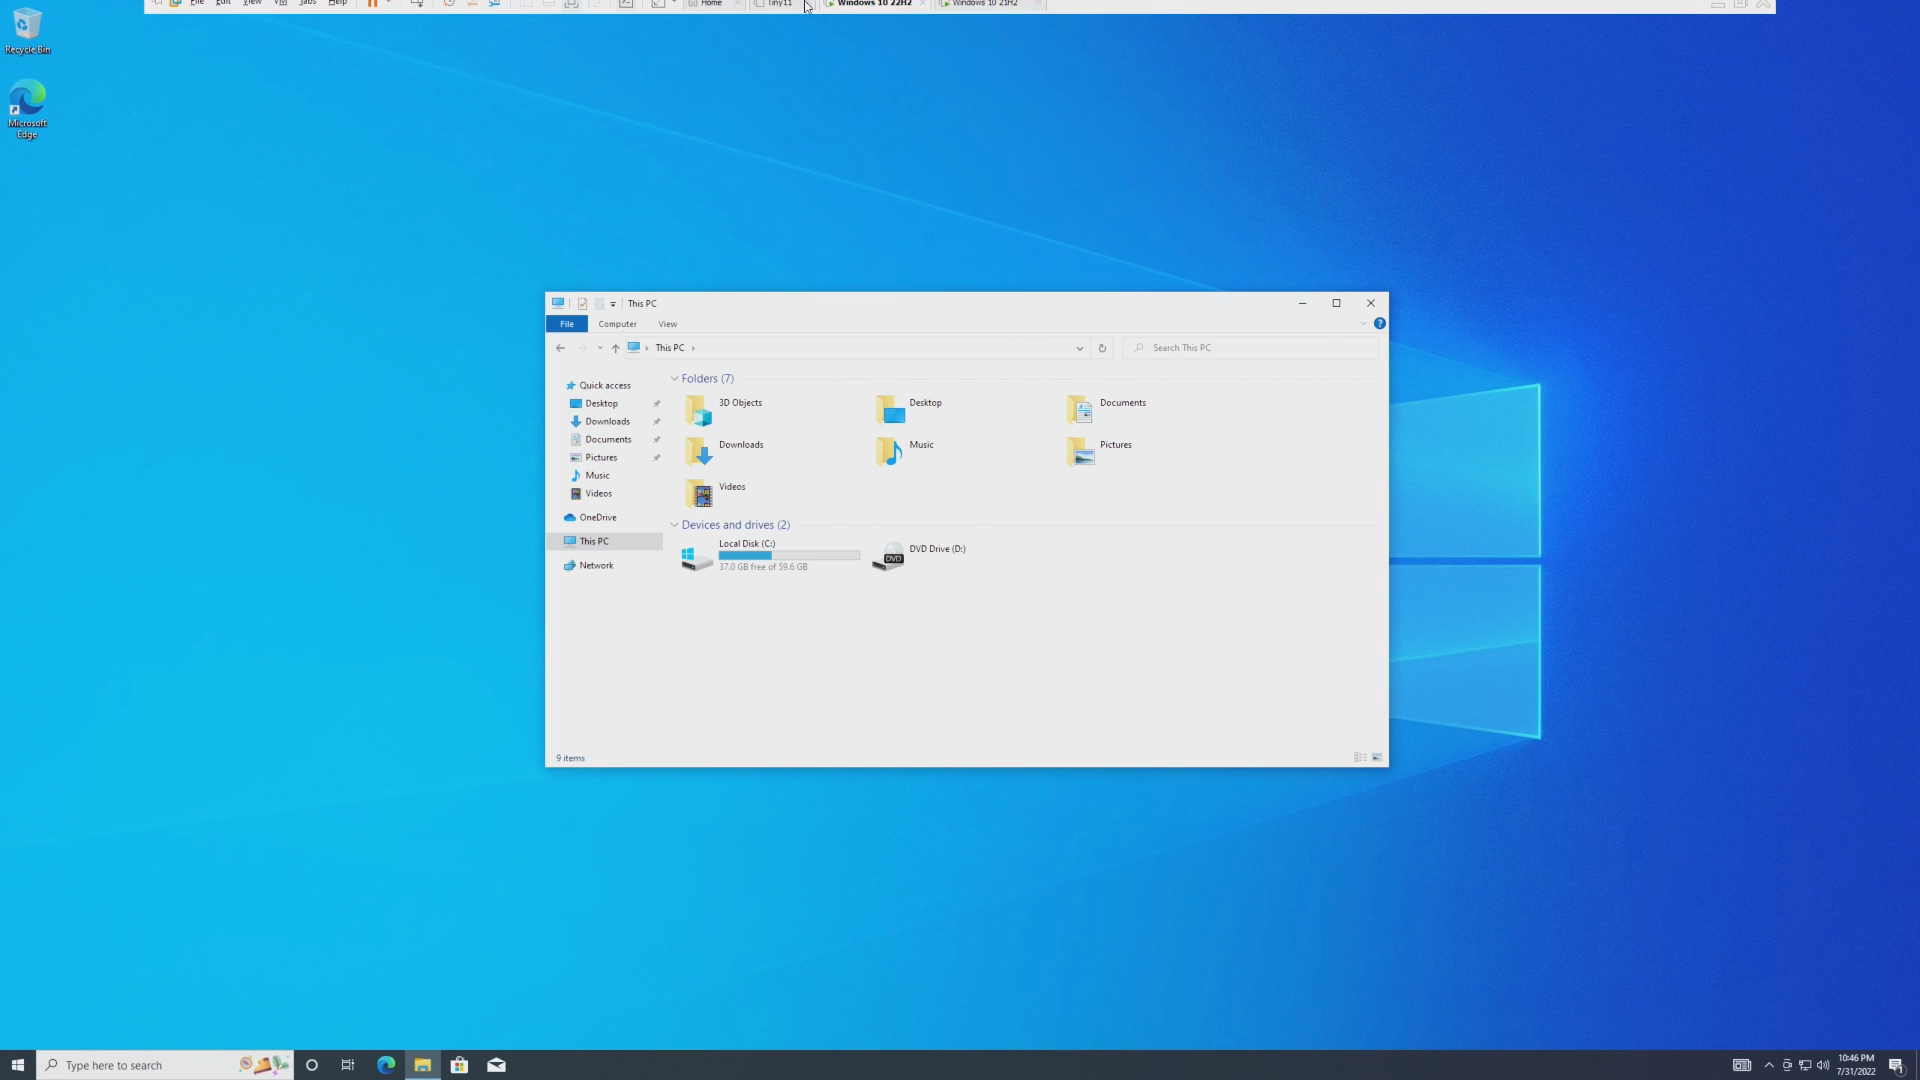 File Edit View VM Tabs Help Home Tiny11 Windows 10 22H2 Windows 10 21H2
Recycle Bin
Microsoft
Edge
This PC
File Computer View
This PC
Search This PC
Quick access
Desktop
Downloads
Documents
Pictures
Music
Videos
OneDrive
This PC
Network
Folders (7)
3D Objects
Desktop
Documents
Downloads
Music
Pictures
Videos
Devices and drives (2)
Local Disk (C:)
37.0 GB free of 59.6 GB
DVD
DVD Drive (D:)
9 items
Type here to search
10:46 PM
7/31/2022
1